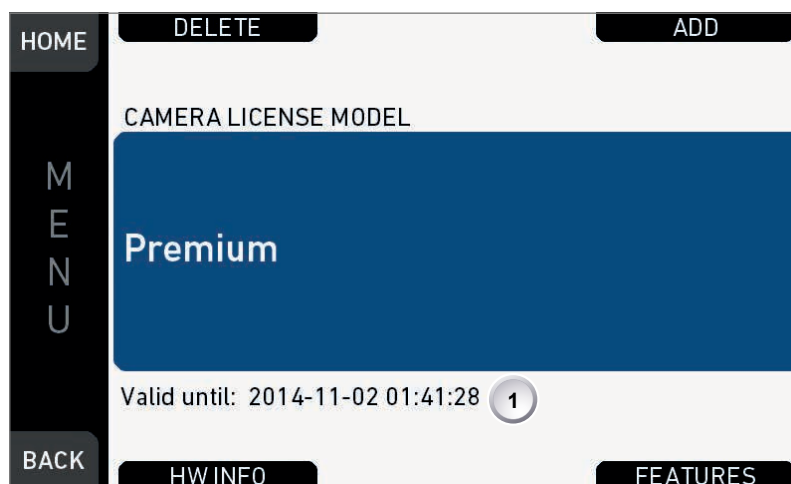 HOME
DELETE
ADD
CAMERA LICENSE MODEL
MENU
Premium
Valid until: 2014-11-02 01:41:28 1
BACK
HW INFO
FEATURES